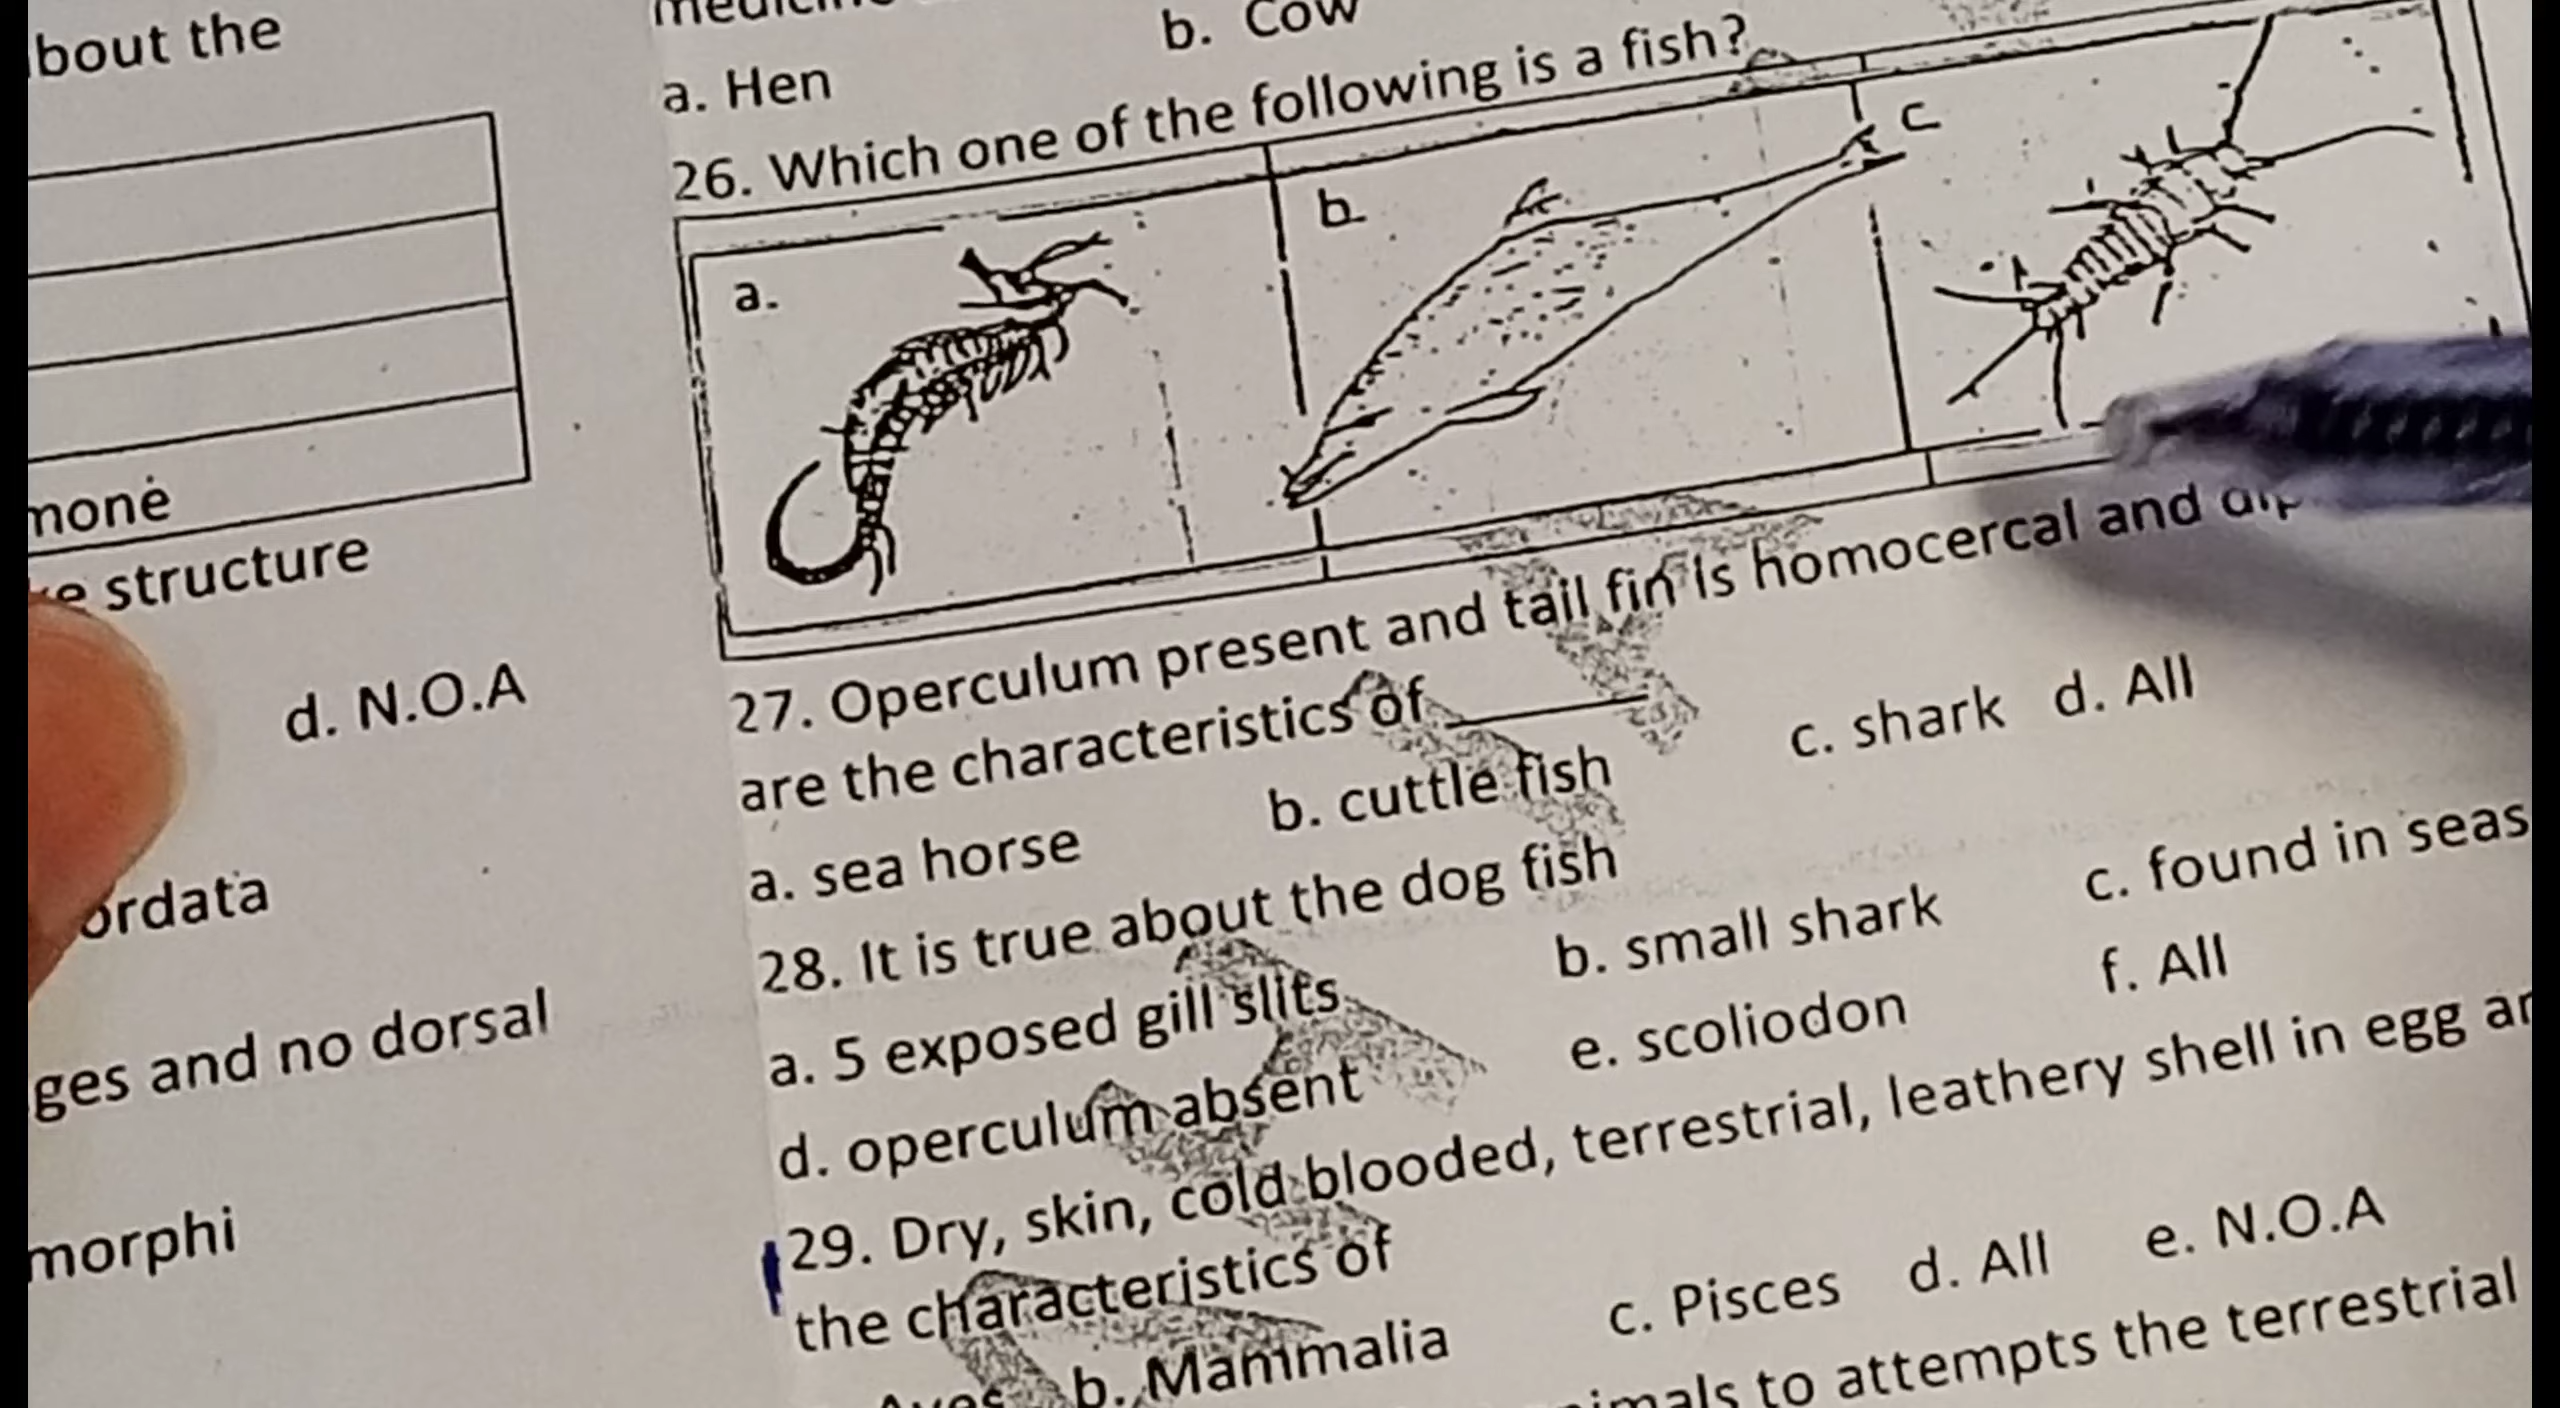 bout the
mone
structure
d. N.O.A
ordata
ges and no dorsal
morphi
b. Cow
a. Hen
26. Which one of the following is a fish?
a.
b.
c
27. Operculum present and tail fin is homocercal and
are the characteristics of ______
a. sea horse b. cuttle fish c. shark d. All
28. It is true about the dog fish
a. 5 exposed gill slits b. small shark c. found in seas
d. operculum absent e. scoliodon f. All
29. Dry, skin, cold blooded, terrestrial, leathery shell in egg
the characteristics of
b. Mammalia c. Pisces d. All e. N.O.A
to attempts the terrestrial